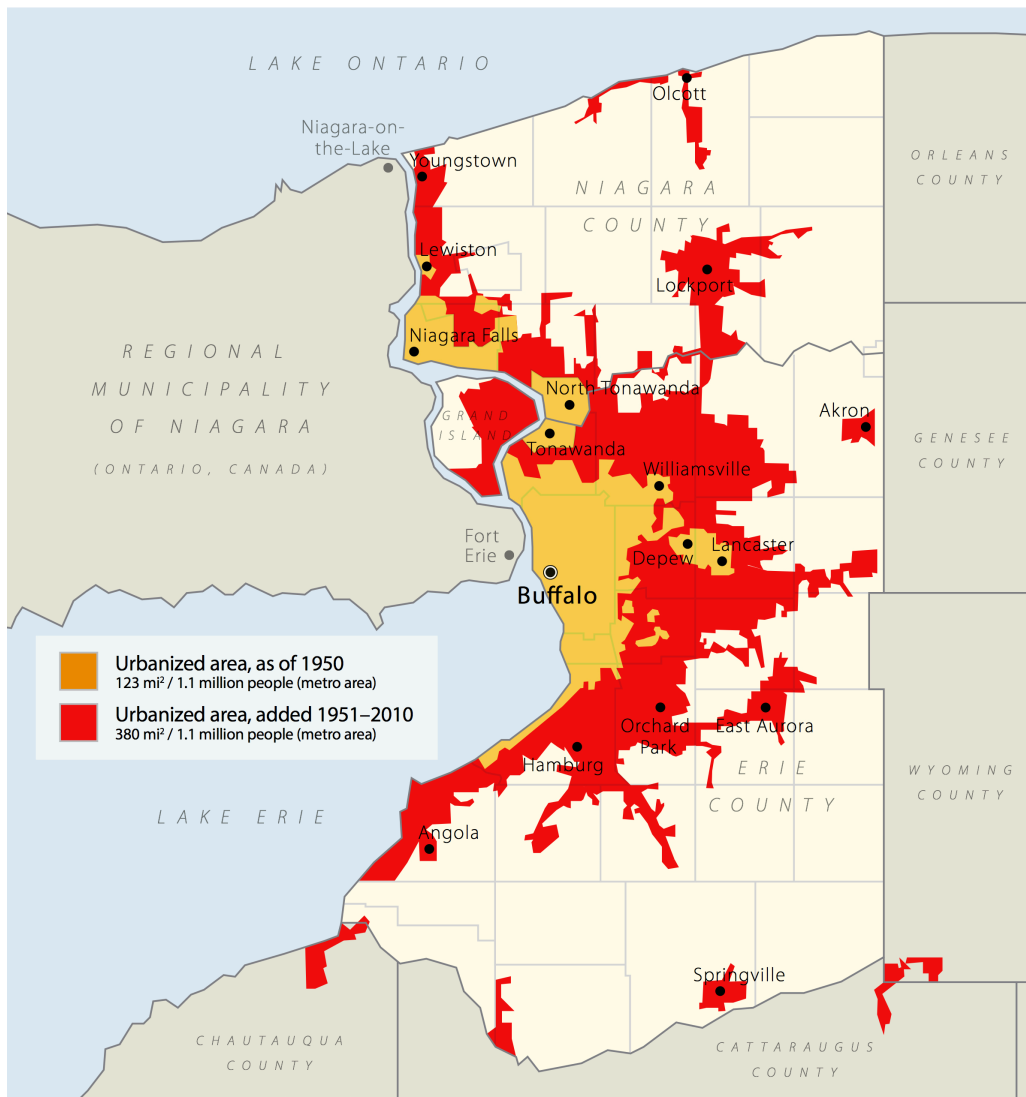 LAKE ONTARIO
Olcott
Niagara-on-
the-Lake
Youngstown
ORLEANS
COUNTY
NIAGARA
COUNTY
Lewiston
Lockport
Niagara Falls
REGIONAL
MUNICIPALITY
OF NIAGARA
(ONTARIO, CANADA)
North Tonawanda
GRAND
ISLAND
Akron
Tonawanda
GENESEE
COUNTY
Williamsville
Fort
Erie
Depew
Lancaster
Buffalo
Urbanized area, as of 1950
123 mi² / 1.1 million people (metro area)
Urbanized area, added 1951–2010
380 mi² / 1.1 million people (metro area)
Orchard
Park
East Aurora
Hamburg
ERIE
COUNTY
WYOMING
COUNTY
LAKE ERIE
Angola
Springville
CHAUTAUQUA
COUNTY
CATTARAUGUS
COUNTY